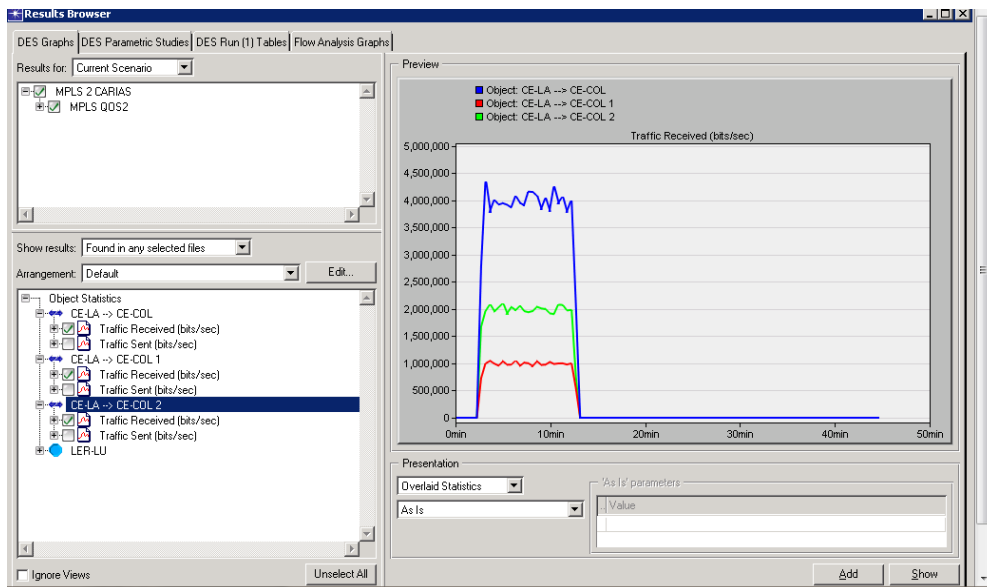 Results Browser
DES Graphs DES Parametric Studies DES Run (1) Tables Flow Analysis Graphs
Results for: Current Scenario
MPLS 2 CARIAS
MPLS QOS2
Show results: Found in any selected files
Arrangement: Default Edit...
Object Statistics
CE-LA --> CE-COL
Traffic Received (bits/sec)
Traffic Sent (bits/sec)
CE-LA --> CE-COL 1
Traffic Received (bits/sec)
Traffic Sent (bits/sec)
CE-LA --> CE-COL 2
Traffic Received (bits/sec)
Traffic Sent (bits/sec)
LER-LU
Ignore Views Unselect All
Preview
Object: CE-LA --> CE-COL
Object: CE-LA --> CE-COL 1
Object: CE-LA --> CE-COL 2
Traffic Received (bits/sec)
5,000,000
4,500,000
4,000,000
3,500,000
3,000,000
2,500,000
2,000,000
1,500,000
1,000,000
500,000
0
0min 10min 20min 30min 40min 50min
Presentation
Overlaid Statistics
As Is
'As Is' parameters
Value
Add Show